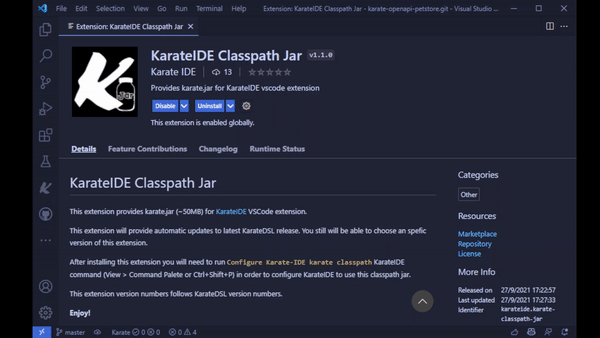 File Edit Selection View Go Run Terminal Help Extension: KarateIDE Classpath Jar - karate-openapi-petstore.git - Visual Studio ...
Extension: KarateIDE Classpath Jar
KarateIDE Classpath Jar v1.1.0
Karate IDE 13
Provides karate.jar for KarateIDE vscode extension
Disable Uninstall
This extension is enabled globally.
Jar
Details Feature Contributions Changelog Runtime Status
KarateIDE Classpath Jar
This extension provides karate.jar (~50MB) for KarateIDE VSCode extension.
This extension will provide automatic updates to latest KarateDSL release. You still will be able to choose an spefic
version of this extension.
After installing this extension you will need to run Configure Karate-IDE karate classpath KarateIDE
command (View > Command Palete or Ctrl+Shift+P) in order to configure KarateIDE to use this classpath jar.
This extension version numbers follows KarateDSL version numbers.
Enjoy!
Categories
Other
Resources
Marketplace
Repository
License
More Info
Released on 27/9/2021 17:22:57
Last updated 27/9/2021 17:27:33
Identifier karateide.karate-
classpath-jar
master Karate 0 0 0 4